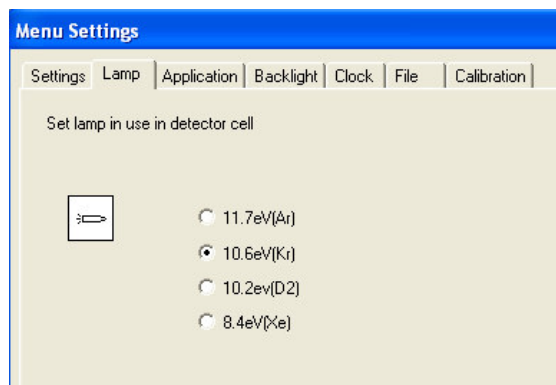 Menu Settings
Settings Lamp Application Backlight Clock File Calibration
Set lamp in use in detector cell
11.7eV(Ar)
10.6eV(Kr)
10.2ev(D2)
8.4eV(Xe)